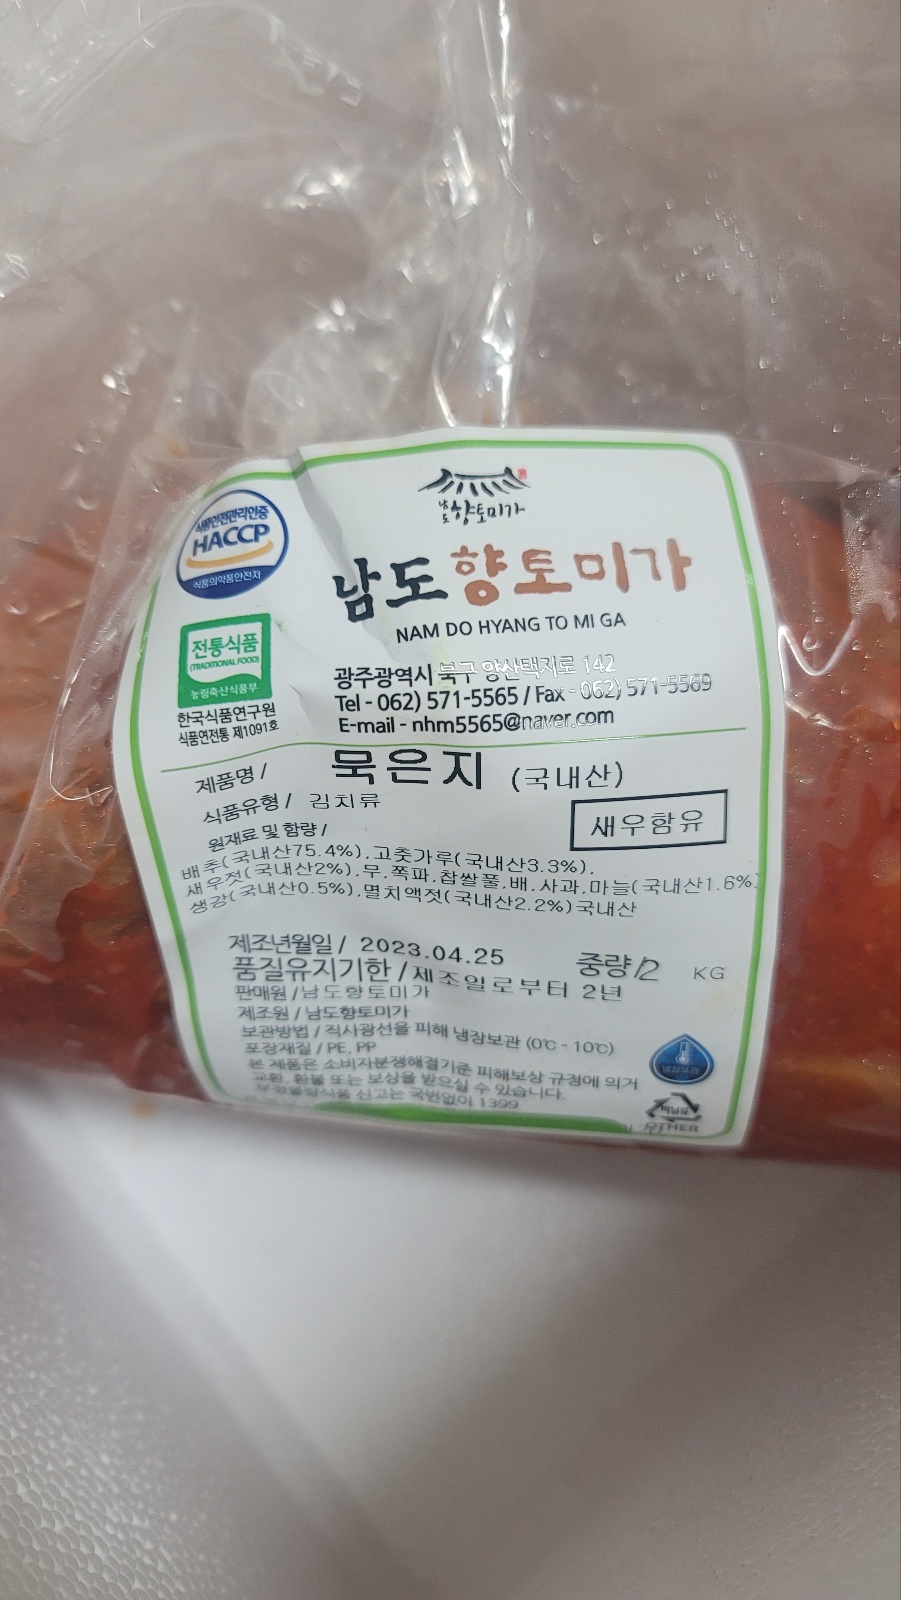 남도
향토미가
식품안전관리인증
HACCP
식품의약품안전처
남도향토미가
NAM DO HYANG TO MI GA
전통식품
(TRADITIONAL FOOD)
농림축산식품부
한국식품연구원
식품연전통 제1091호
광주광역시 북구 양산택지로 142
Tel - 062) 571-5565 / Fax - 062) 571-5569
E-mail - nhm5565@naver.com
제품명 / 묵은지 (국내산)
식품유형 / 김치류
새우함유
원재료 및 함량 /
배추(국내산75.4%),고춧가루(국내산3.3%),
새우젓(국내산2%),무,쪽파,찹쌀풀,배,사과,마늘(국내산1.6%)
생강(국내산0.5%),멸치액젓(국내산2.2%)국내산
제조년월일 / 2023.04.25
중량/2 KG
품질유지기한 / 제조일로부터 2년
판매원 / 남도향토미가
제조원 / 남도향토미가
보관방법 / 직사광선을 피해 냉장보관 (0℃ - 10℃)
포장재질 / PE, PP
본 제품은 소비자분쟁해결기준 피해보상 규정에 의거
교환, 환불 또는 보상을 받으실 수 있습니다.
부정불량식품 신고는 국번없이 1399
냉장보관
비닐류
OTHER